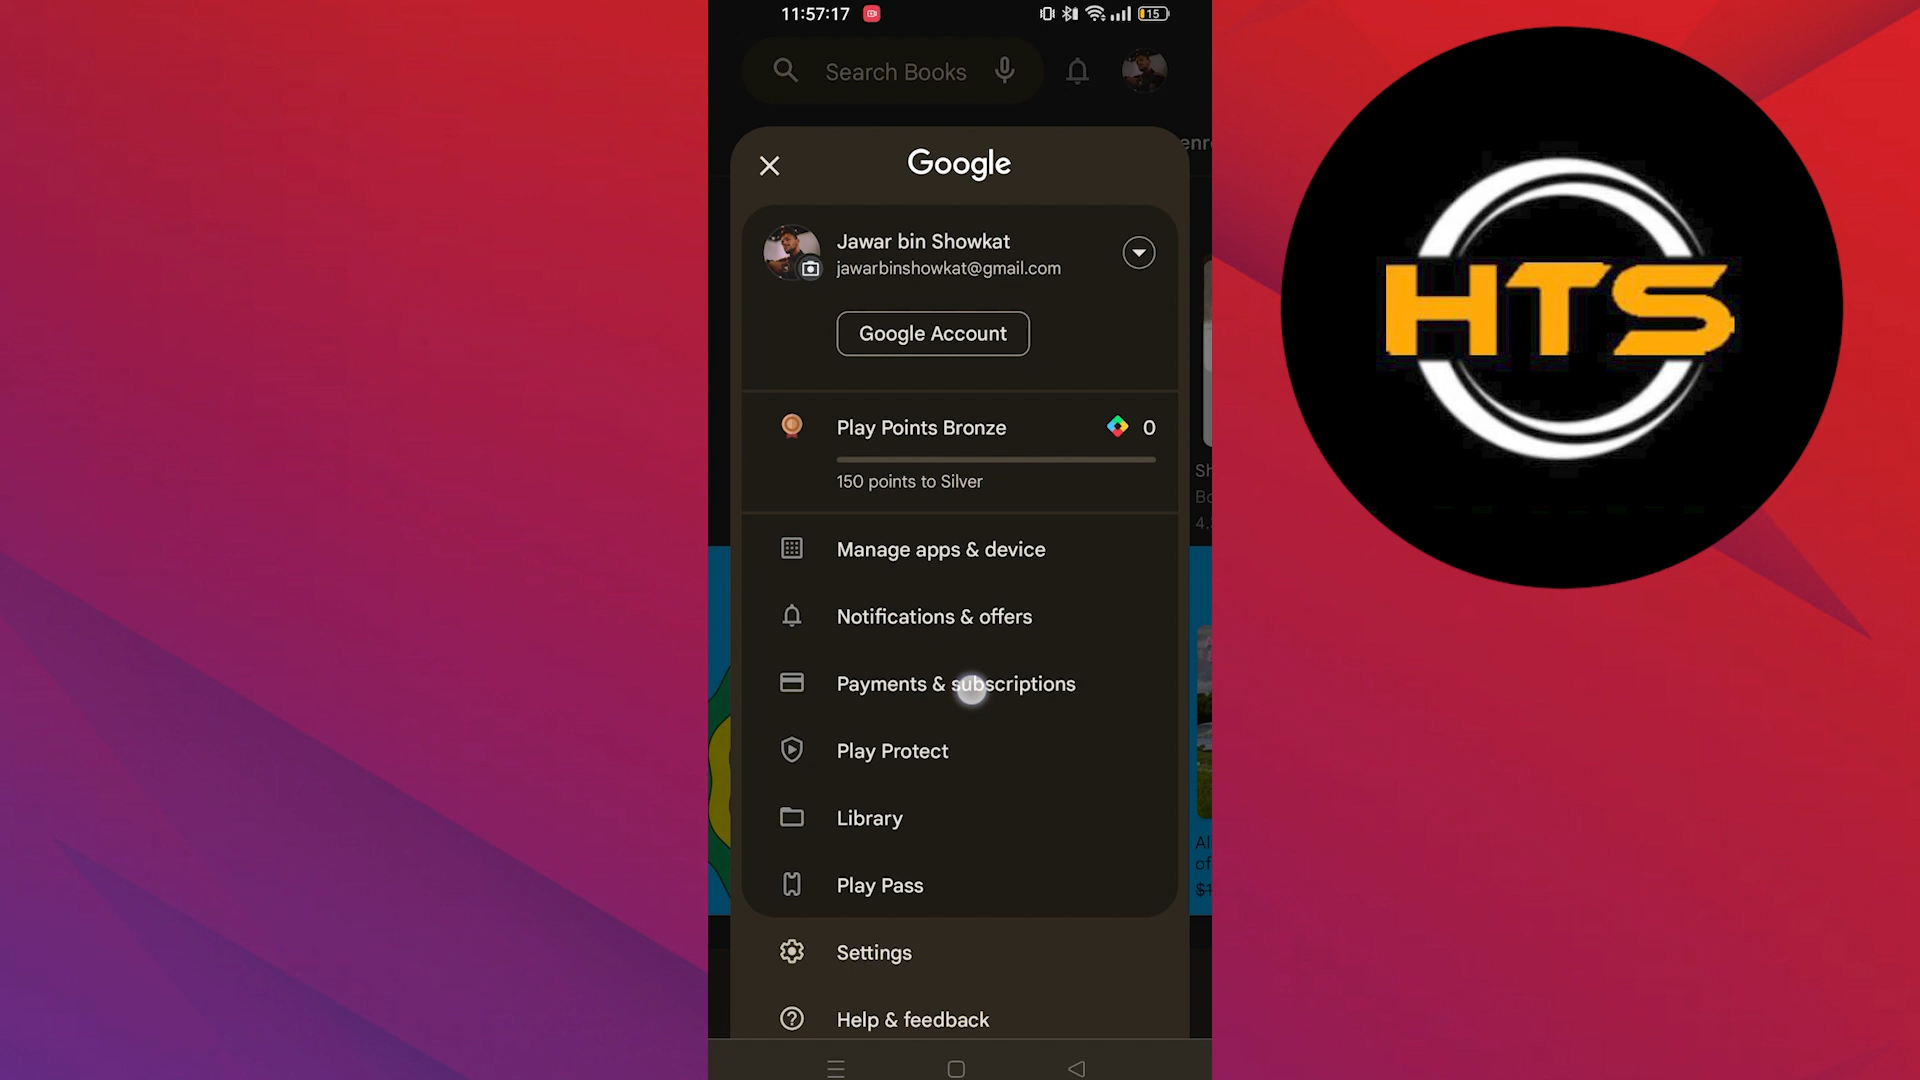 11:57:17
15
Search Books
Google
Jawar bin Showkat
jawarbinshowkat@gmail.com
Google Account
Play Points Bronze
0
150 points to Silver
Manage apps & device
Notifications & offers
Payments & subscriptions
Play Protect
Library
Play Pass
Settings
Help & feedback
HTS